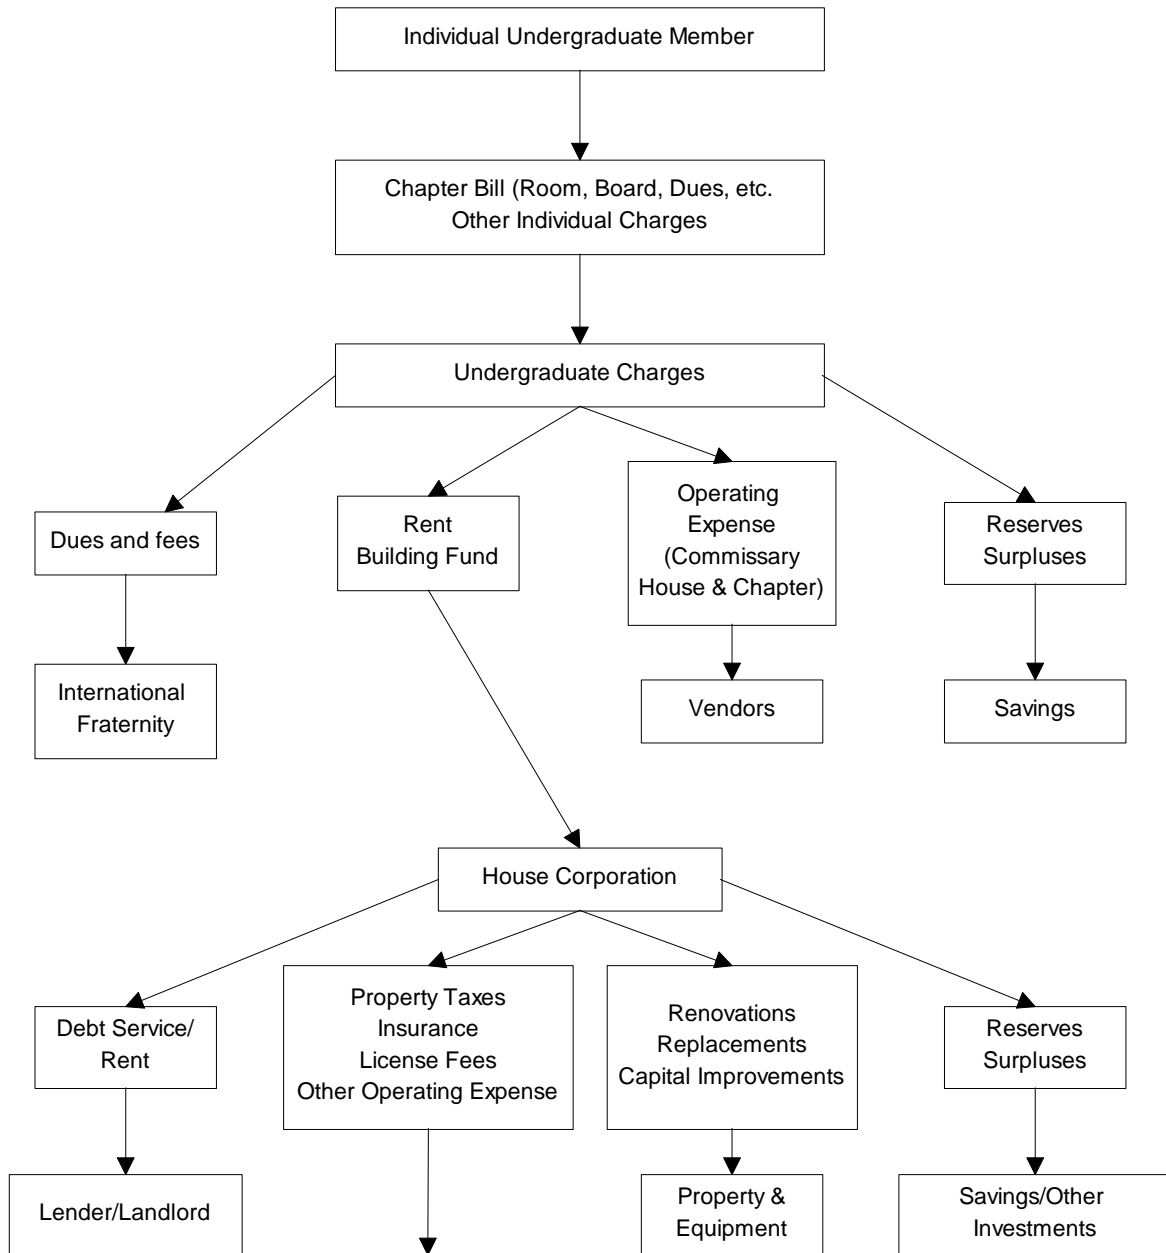 Individual Undergraduate Member
Chapter Bill (Room, Board, Dues, etc.
Other Individual Charges
Undergraduate Charges
Dues and fees
Rent
Building Fund
Operating
Expense
(Commissary
House & Chapter)
Reserves
Surpluses
International
Fraternity
Vendors
Savings
House Corporation
Debt Service/
Rent
Property Taxes
Insurance
License Fees
Other Operating Expense
Renovations
Replacements
Capital Improvements
Reserves
Surpluses
Lender/Landlord
Property &
Equipment
Savings/Other
Investments